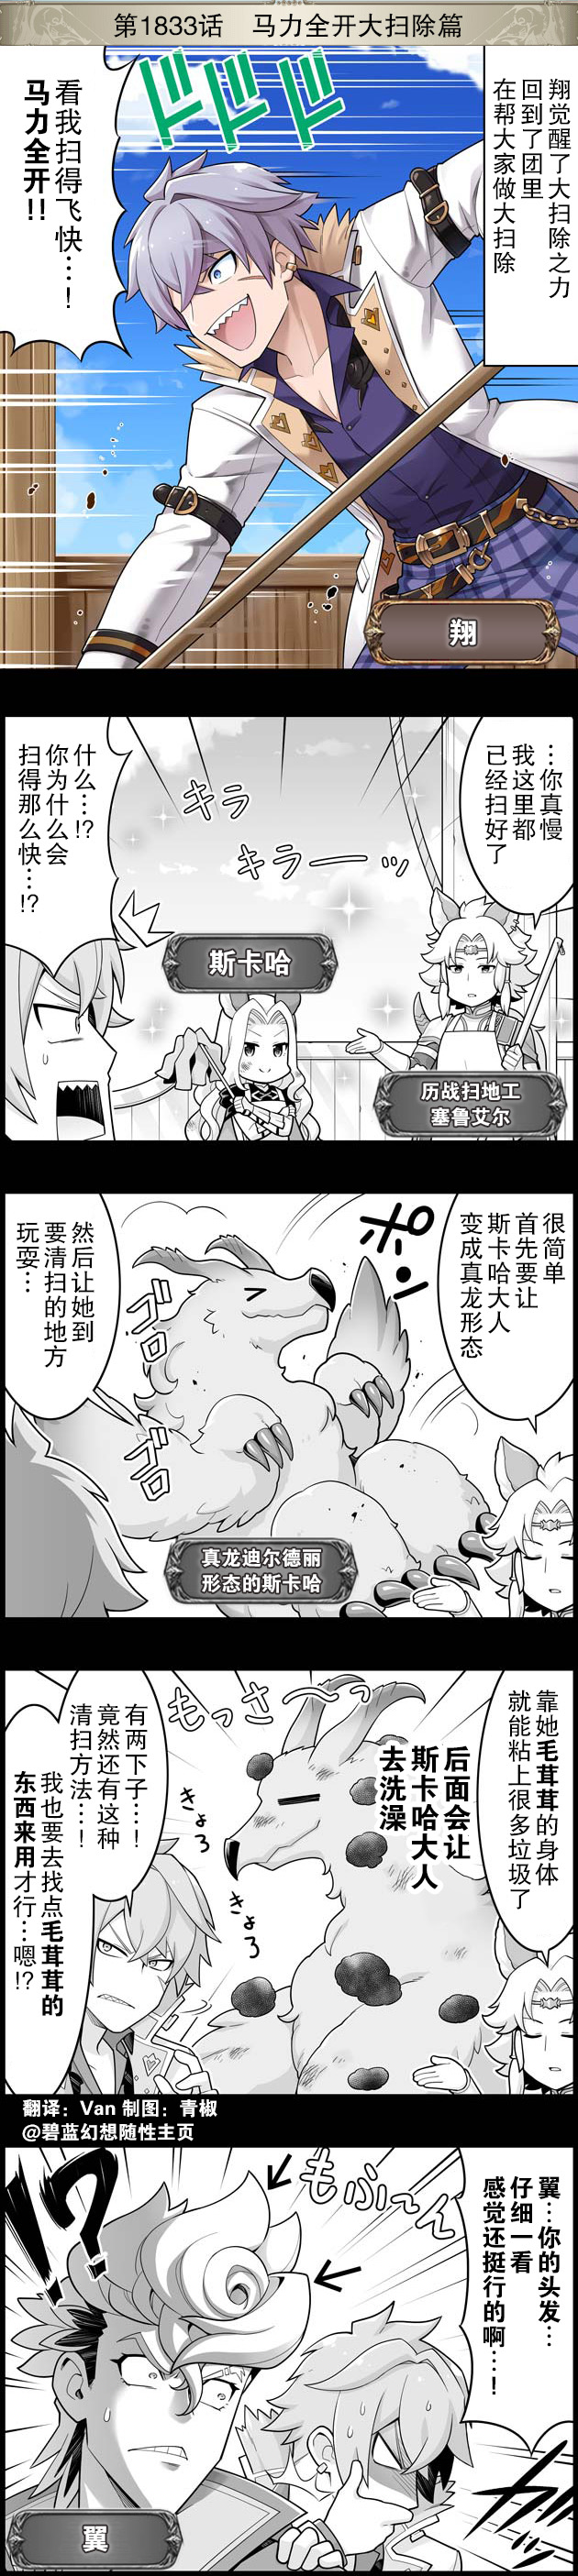 第1833话　马力全开大扫除篇
翔觉醒了大扫除之力
回到了团里
在帮大家做大扫除
ドドド
看我扫得飞快…！
马力全开!!
翔
…你真慢
我这里都
已经扫好了
キラ
キラーーッ
什么…!?
你为什么会
扫得那么快…!?
斯卡哈
历战扫地工
塞鲁艾尔
很简单
首先要让
斯卡哈大人
变成真龙形态
ポン
然后让她到
要清扫的地方
玩耍…
ゴロ
ゴロ
真龙迪尔德丽
形态的斯卡哈
靠她毛茸茸的身体
就能粘上很多垃圾了
もっさ～っ
后面会让
斯卡哈大人
去洗澡
きょろ
きょろ
有两下子…！
竟然还有这种
清扫方法…！
我也要去找点毛茸茸的
东西来用才行…嗯!?
翻译：Van 制图：青椒
@碧蓝幻想随性主页
翼…你的头发…
仔细一看
感觉还挺行的啊…！
もふ～ん
!?
翼